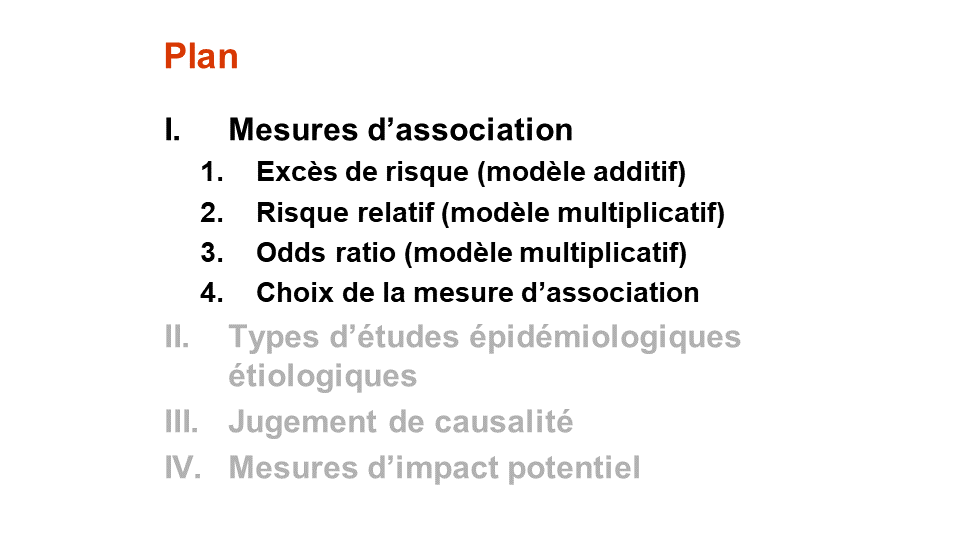 Plan
I. Mesures d’association
1. Excès de risque (modèle additif)
2. Risque relatif (modèle multiplicatif)
3. Odds ratio (modèle multiplicatif)
4. Choix de la mesure d’association
II. Types d’études épidémiologiques
étiologiques
III. Jugement de causalité
IV. Mesures d’impact potentiel